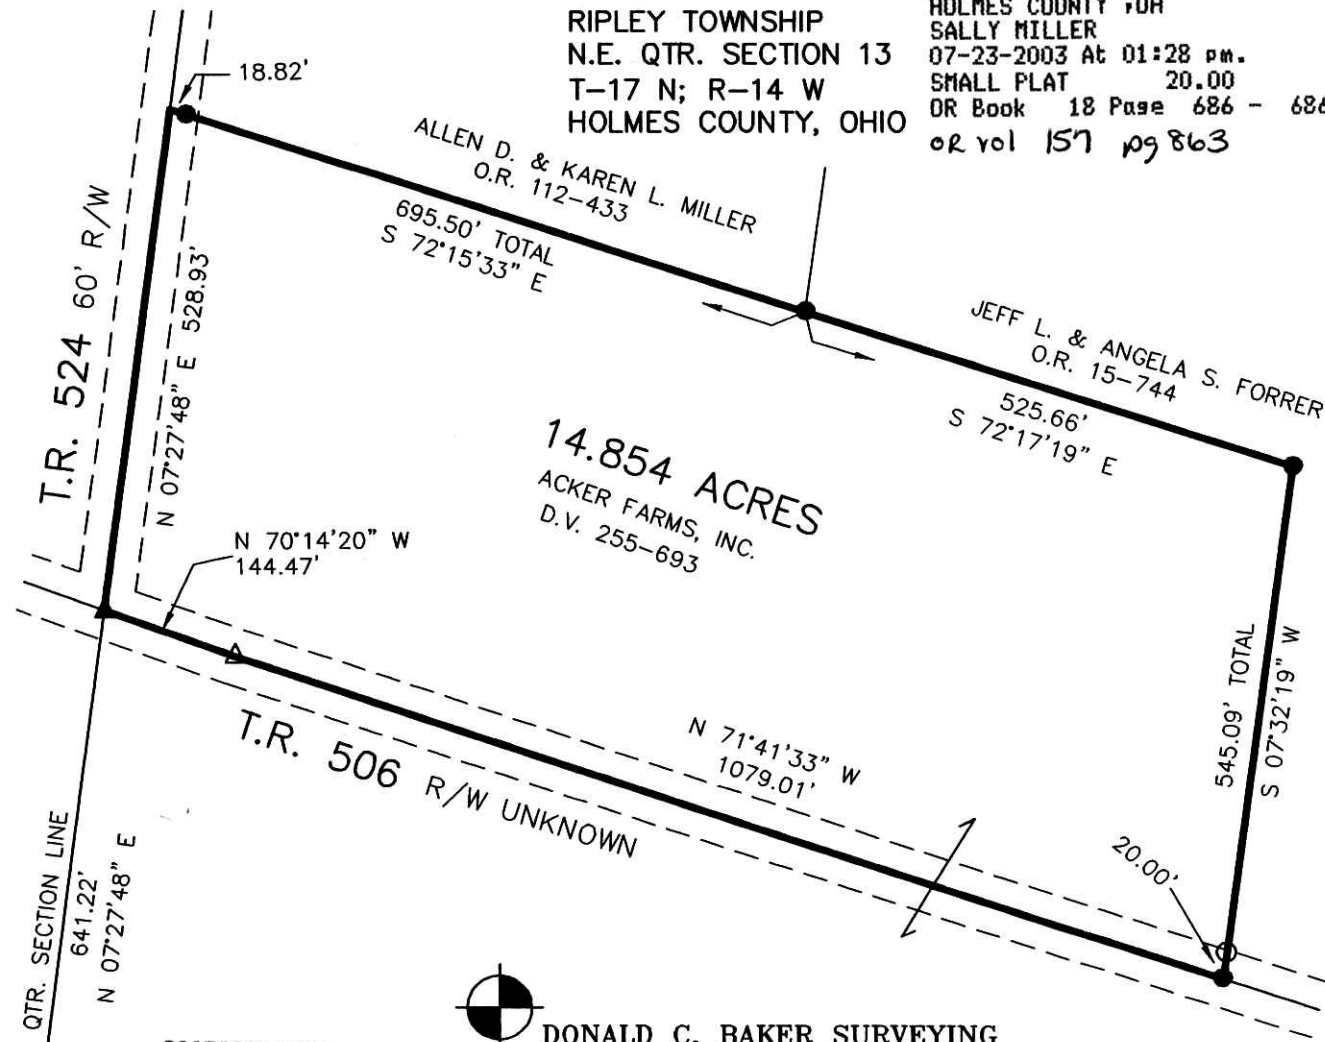 RIPLEY TOWNSHIP
N.E. QTR. SECTION 13
T-17 N; R-14 W
HOLMES COUNTY, OHIO
HOLMES COUNTY ,OH
SALLY MILLER
07-23-2003 At 01:28 pm.
SMALL PLAT 20.00
OR Book 18 Page 686 - 686
OR vol 157 pg 863
18.82'
ALLEN D. & KAREN L. MILLER
O.R. 112-433
695.50' TOTAL
S 72°15'33" E
JEFF L. & ANGELA S. FORRER
O.R. 15-744
525.66'
S 72°17'19" E
T.R. 524 60' R/W
N 07°27'48" E 528.93'
14.854 ACRES
ACKER FARMS, INC.
D.V. 255-693
N 70°14'20" W
144.47'
545.09' TOTAL
S 07°32'19" W
N 71°41'33" W
1079.01'
T.R. 506 R/W UNKNOWN
20.00'
QTR. SECTION LINE
641.22'
N 07°27'48" E
DONALD C. BAKER SURVEYING